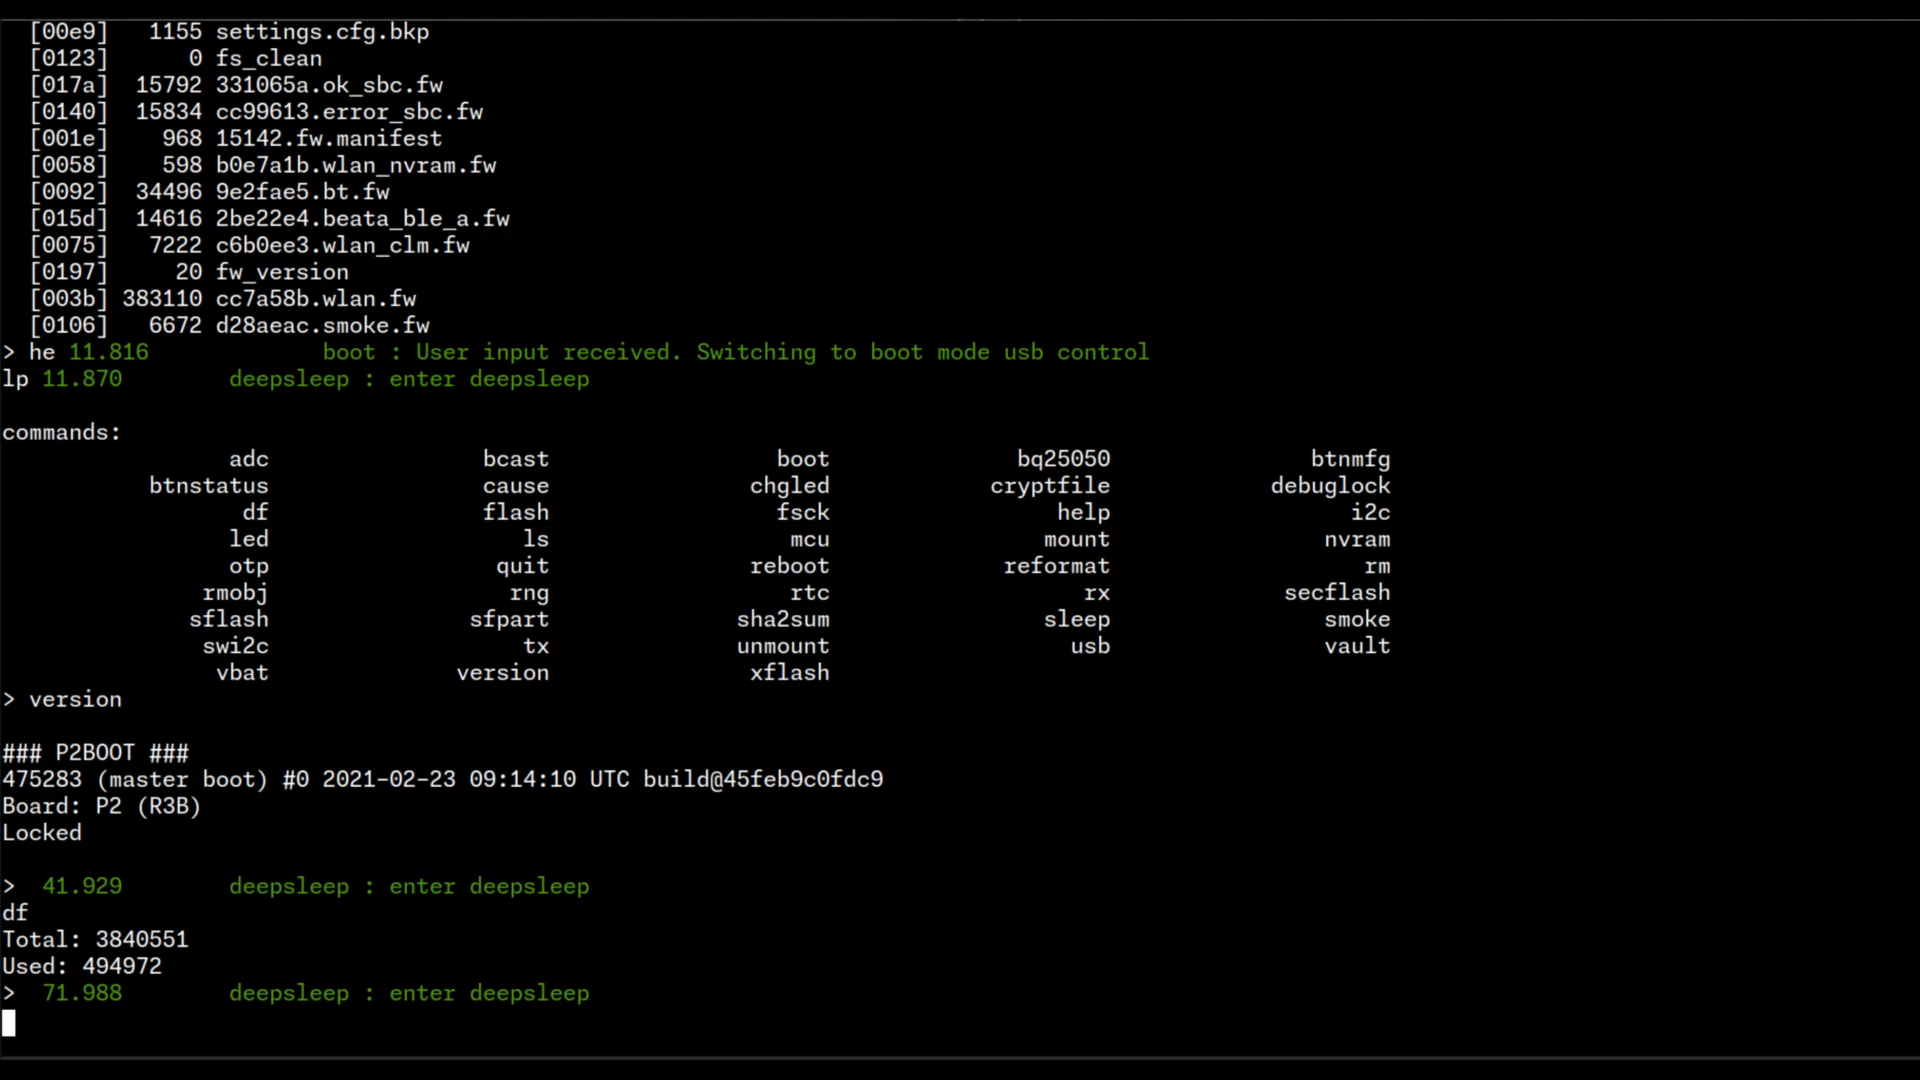 [00e9] 1155 settings.cfg.bkp
[0123] 0 fs_clean
[017a] 15792 331065a.ok_sbc.fw
[0140] 15834 cc99613.error_sbc.fw
[001e] 968 15142.fw.manifest
[0058] 598 b0e7a1b.wlan_nvram.fw
[0092] 34496 9e2fae5.bt.fw
[015d] 14616 2be22e4.beata_ble_a.fw
[0075] 7222 c6b0ee3.wlan_clm.fw
[0197] 20 fw_version
[003b] 383110 cc7a58b.wlan.fw
[0106] 6672 d28aeac.smoke.fw
> he 11.816 boot : User input received. Switching to boot mode usb control
lp 11.870 deepsleep : enter deepsleep
commands:
adc bcast boot bq25050 btnmfg
btnstatus cause chgled cryptfile debuglock
df flash fsck help i2c
led ls mcu mount nvram
otp quit reboot reformat rm
rmobj rng rtc rx secflash
sflash sfpart sha2sum sleep smoke
swi2c tx unmount usb vault
vbat version xflash
> version
### P2BOOT ###
475283 (master boot) #0 2021-02-23 09:14:10 UTC build@45feb9c0fdc9
Board: P2 (R3B)
Locked
> 41.929 deepsleep : enter deepsleep
df
Total: 3840551
Used: 494972
> 71.988 deepsleep : enter deepsleep